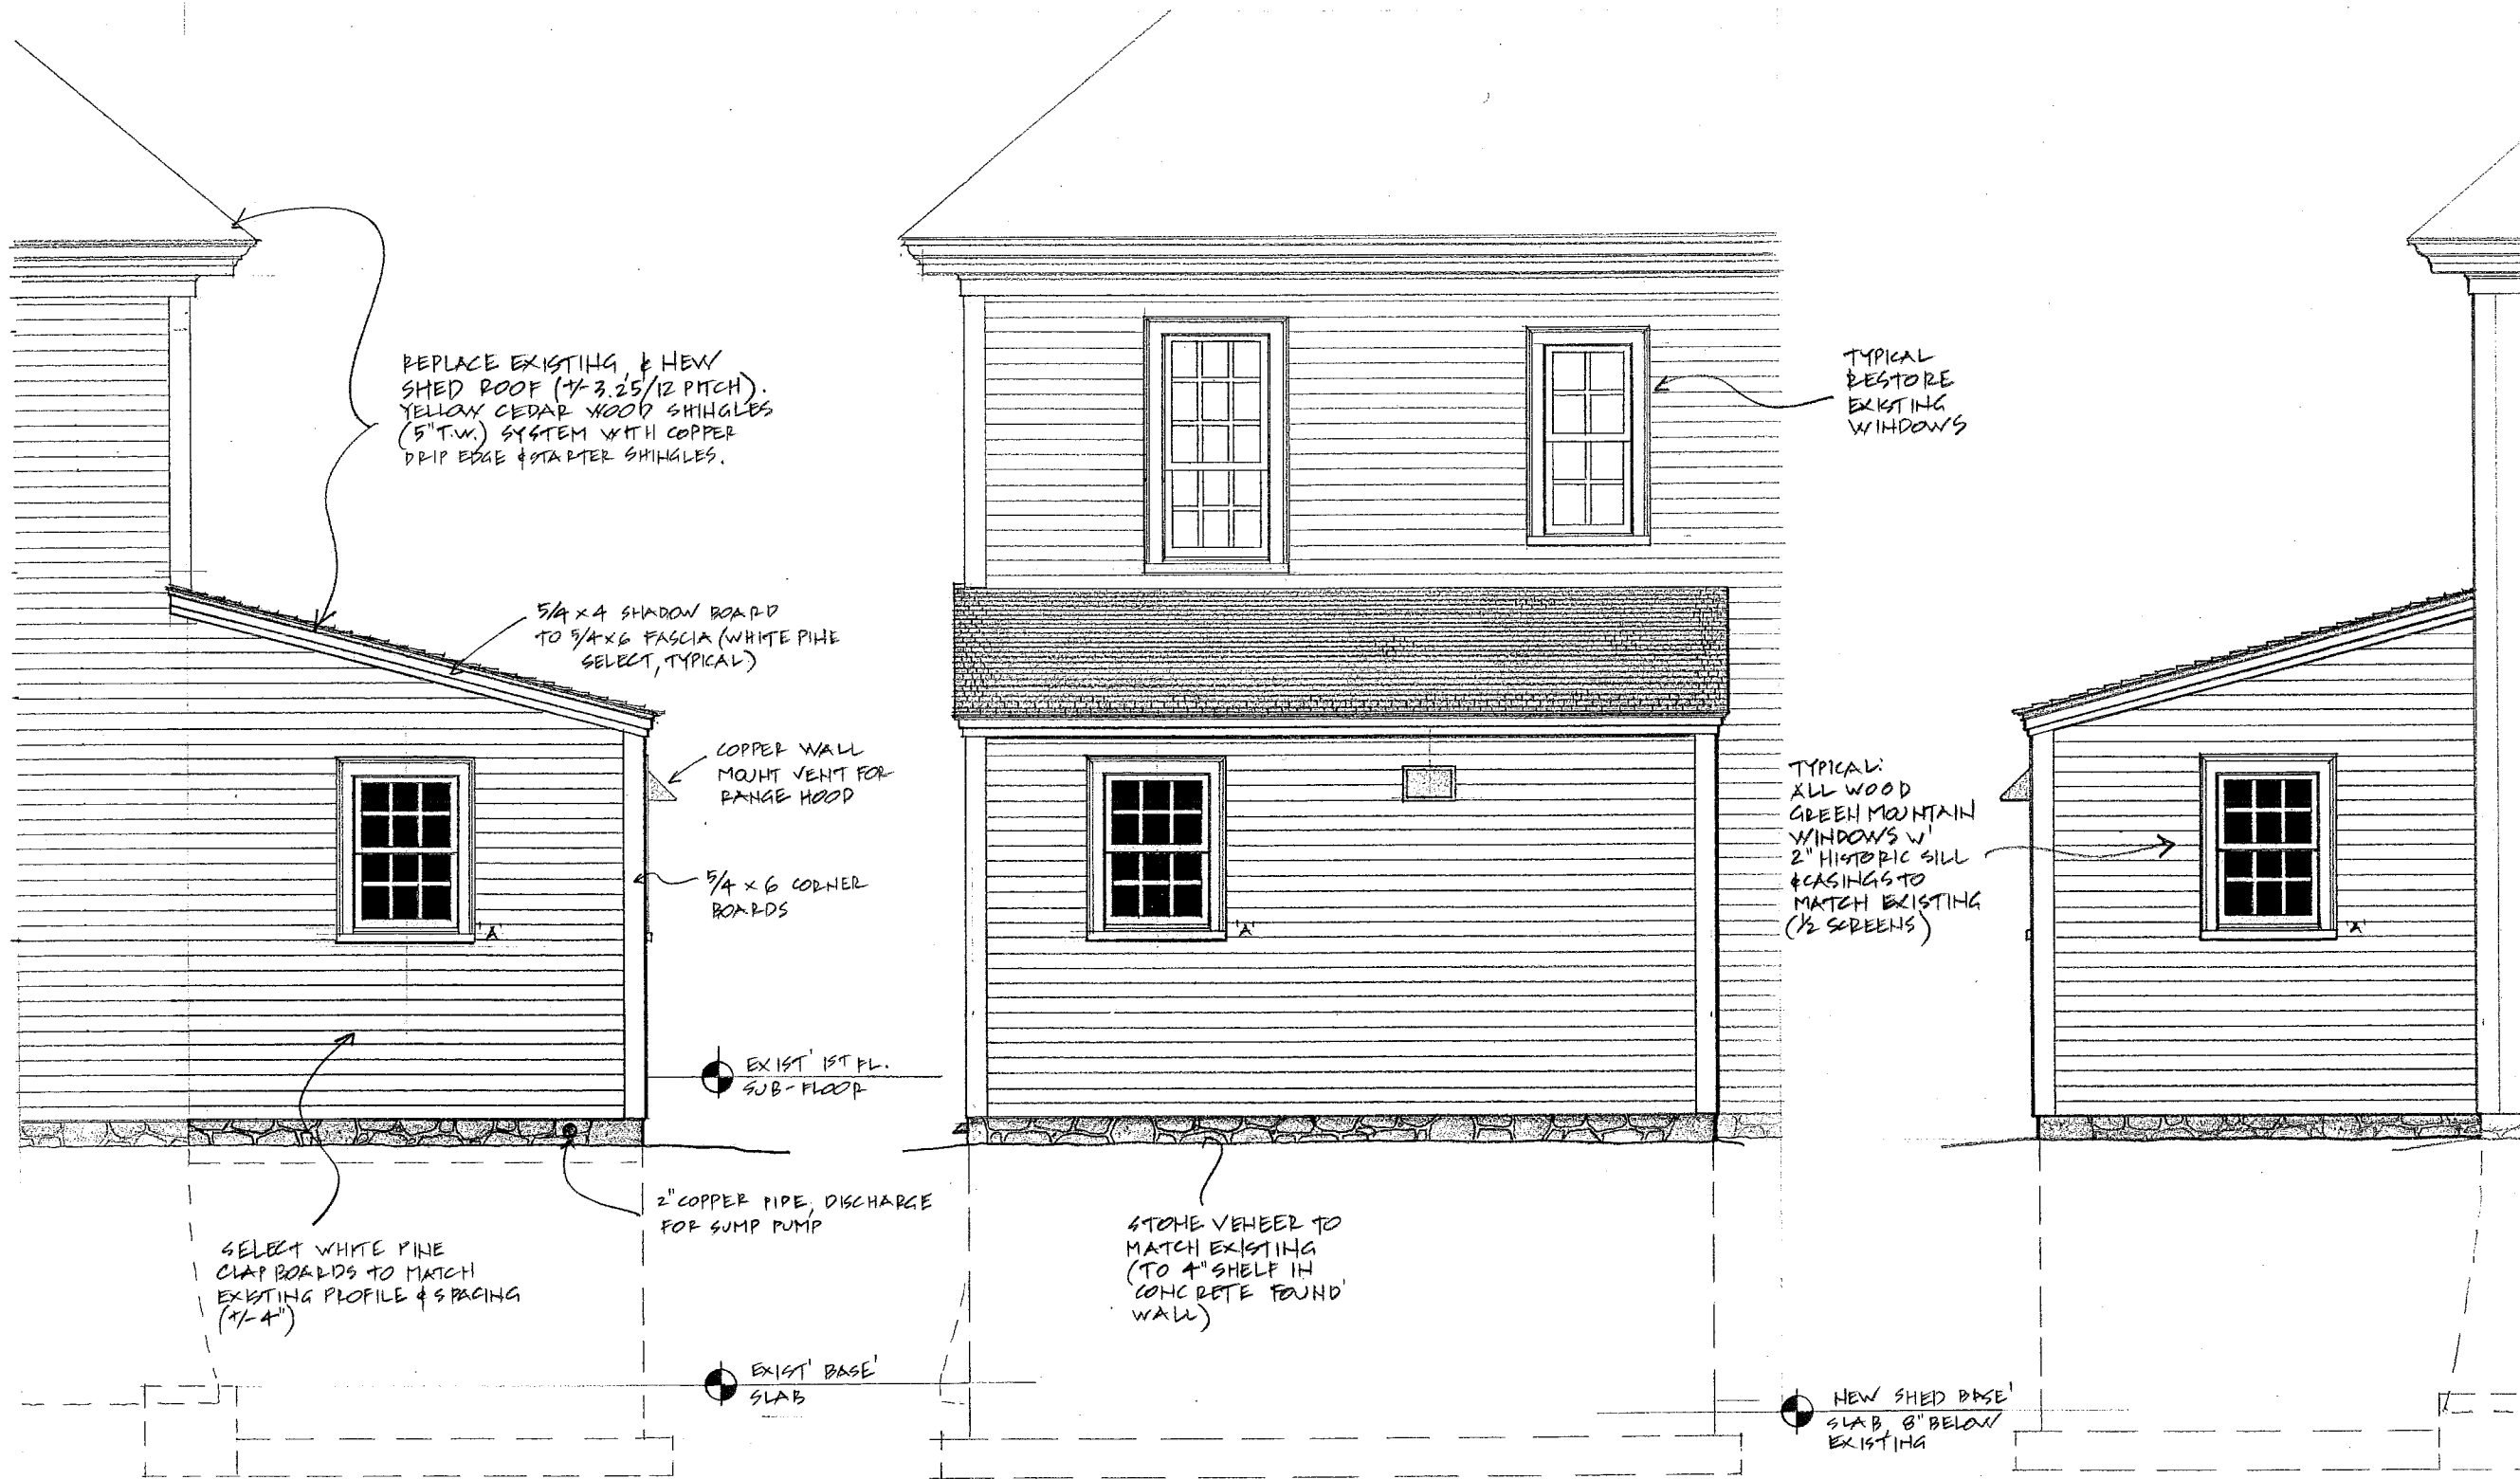 REPLACE EXISTING & NEW
SHED ROOF (+/- 3.25/12 PITCH).
YELLOW CEDAR WOOD SHINGLES
(5" T.W.) SYSTEM WITH COPPER
DRIP EDGE & STARTER SHINGLES.
TYPICAL
RESTORE
EXISTING
WINDOWS
5/4 x 4 SHADOW BOARD
TO 5/4 x 6 FASCIA (WHITE PINE
SELECT, TYPICAL)
COPPER WALL
MOUNT VENT FOR
RANGE HOOD
5/4 x 6 CORNER
BOARDS
'A'
'A'
TYPICAL:
ALL WOOD
GREEN MOUNTAIN
WINDOWS W'
2" HISTORIC SILL
& CASINGS TO
MATCH EXISTING
(1/2 SCREENS)
'A'
EXIST' 1ST FL.
SUB-FLOOR
2" COPPER PIPE, DISCHARGE
FOR SUMP PUMP
SELECT WHITE PINE
CLAP BOARDS TO MATCH
EXISTING PROFILE & SPACING
(+/- 4")
STONE VENEER TO
MATCH EXISTING
(TO 4" SHELF IN
CONCRETE FOUND'
WALL)
EXIST' BASE'
SLAB
NEW SHED BASE'
SLAB, 8" BELOW
EXISTING